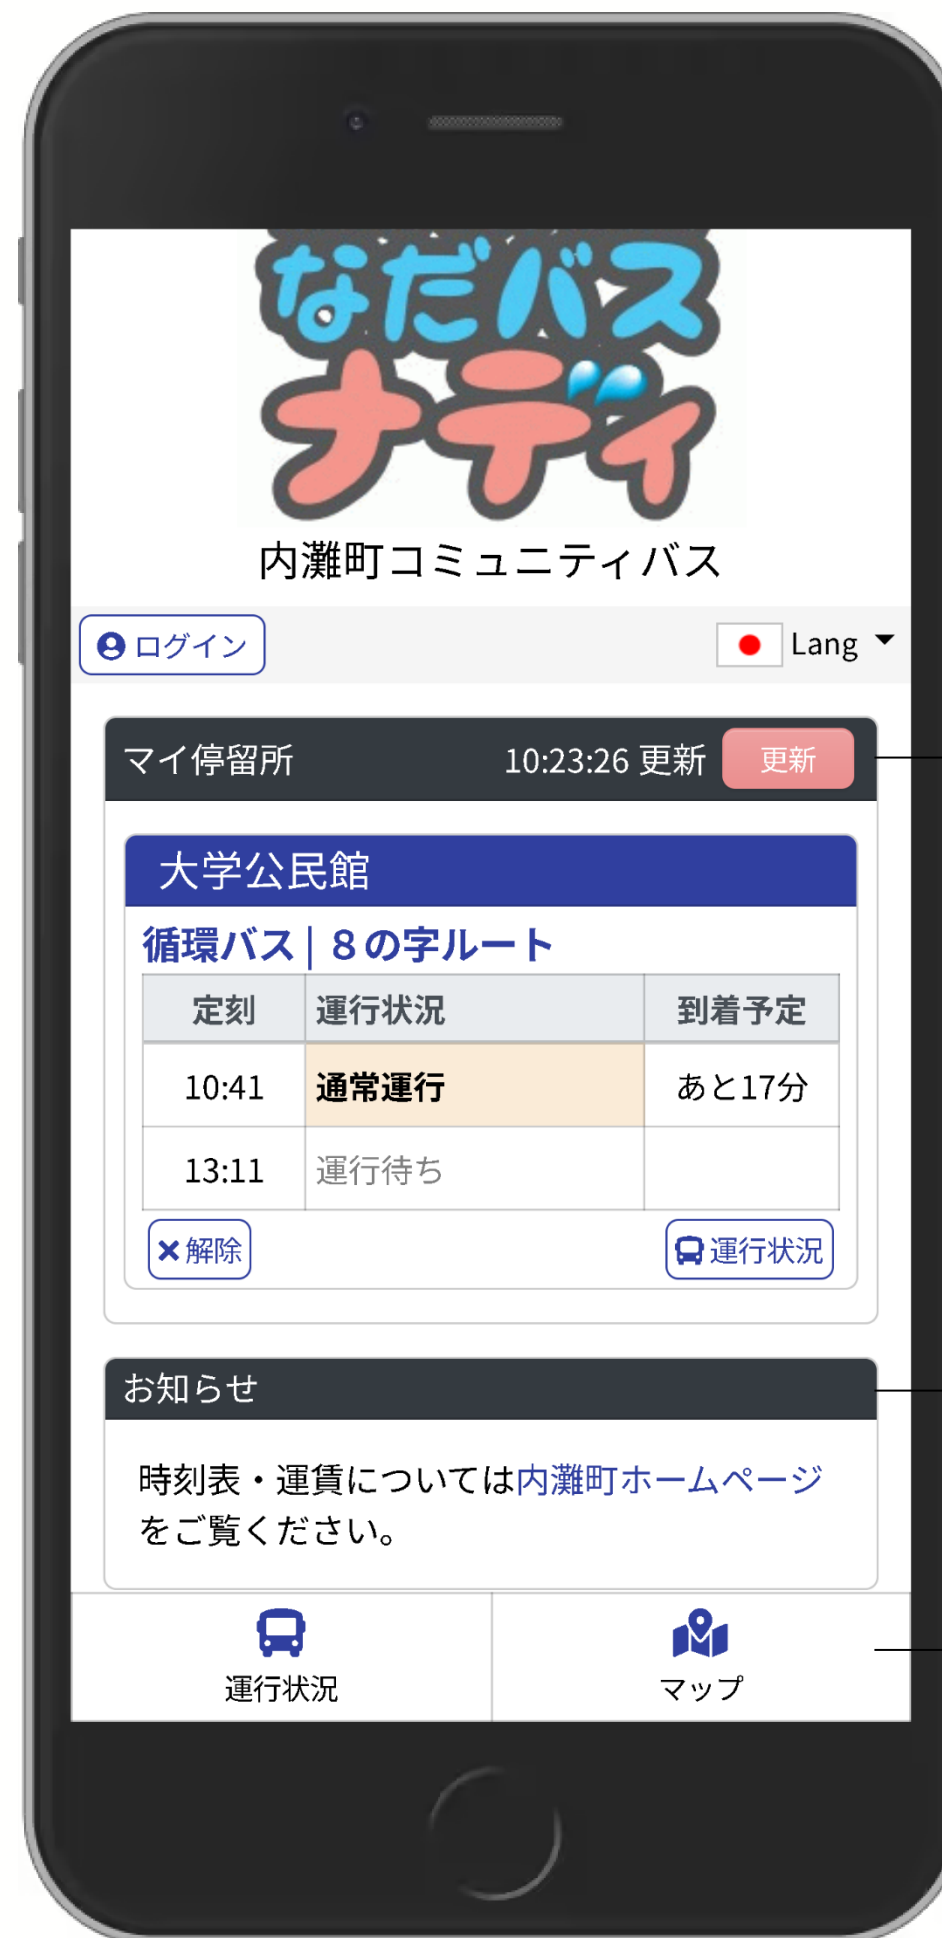 なだバス
ナディ
内灘町コミュニティバス
ログイン
Lang
マイ停留所 10:23:26 更新 更新
大学公民館
循環バス | ８の字ルート
定刻 運行状況 到着予定
10:41 通常運行 あと17分
13:11 運行待ち
解除 運行状況
お知らせ
時刻表・運賃については内灘町ホームページ
をご覧ください。
運行状況 マップ